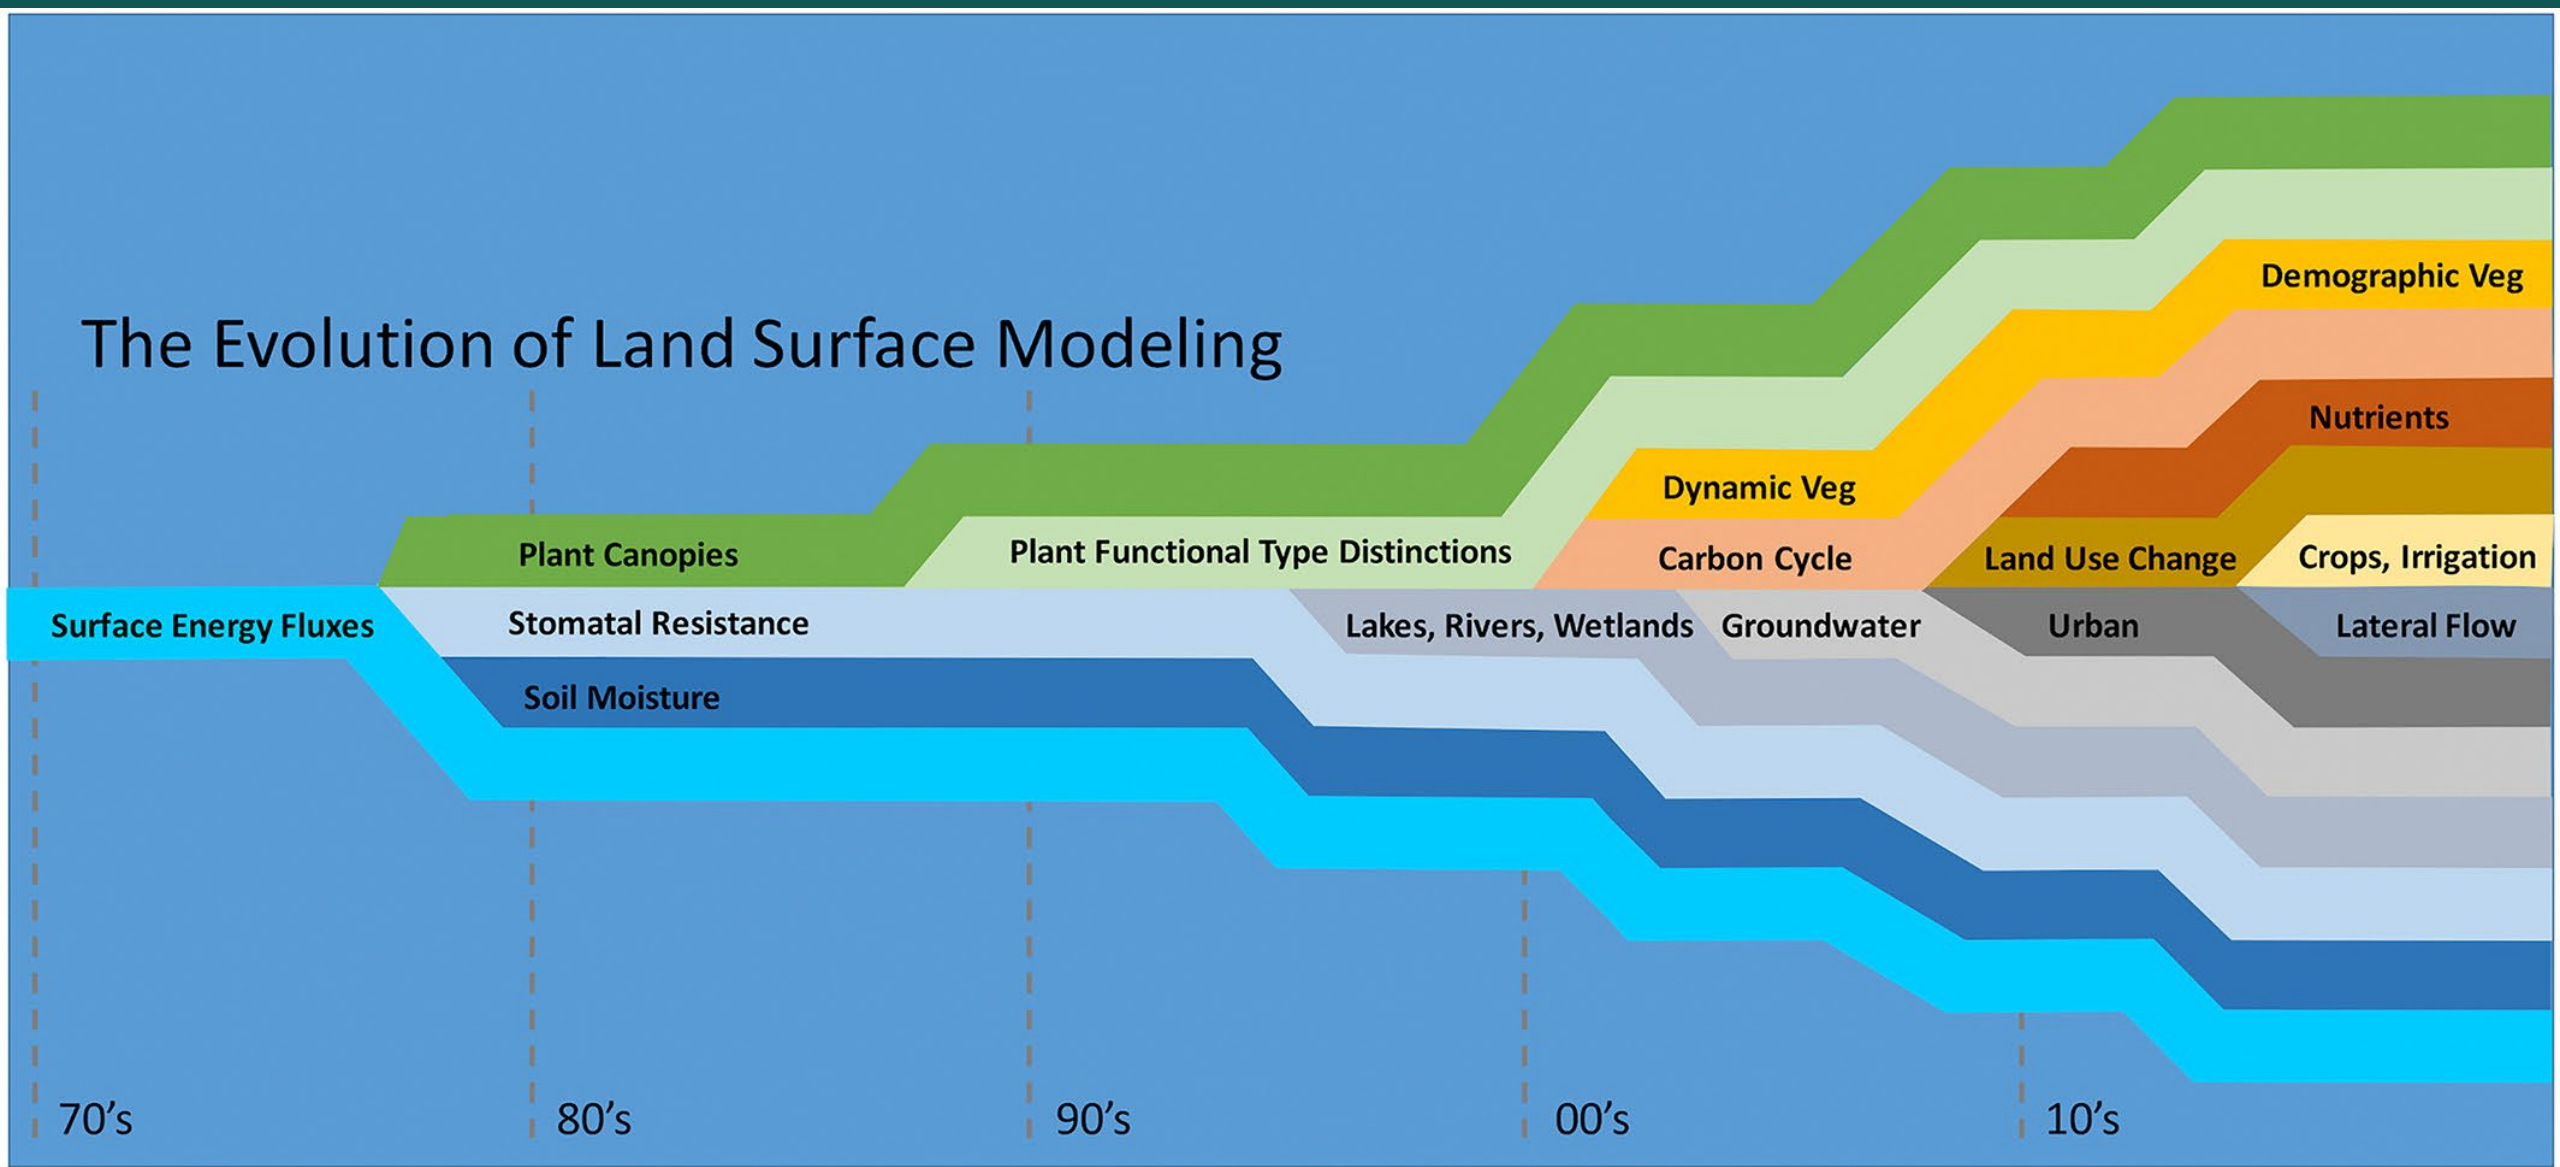 The Evolution of Land Surface Modeling
Demographic Veg
Nutrients
Dynamic Veg
Plant Canopies
Plant Functional Type Distinctions
Carbon Cycle
Land Use Change
Crops, Irrigation
Surface Energy Fluxes
Stomatal Resistance
Lakes, Rivers, Wetlands
Groundwater
Urban
Lateral Flow
Soil Moisture
70's
80's
90's
00's
10's